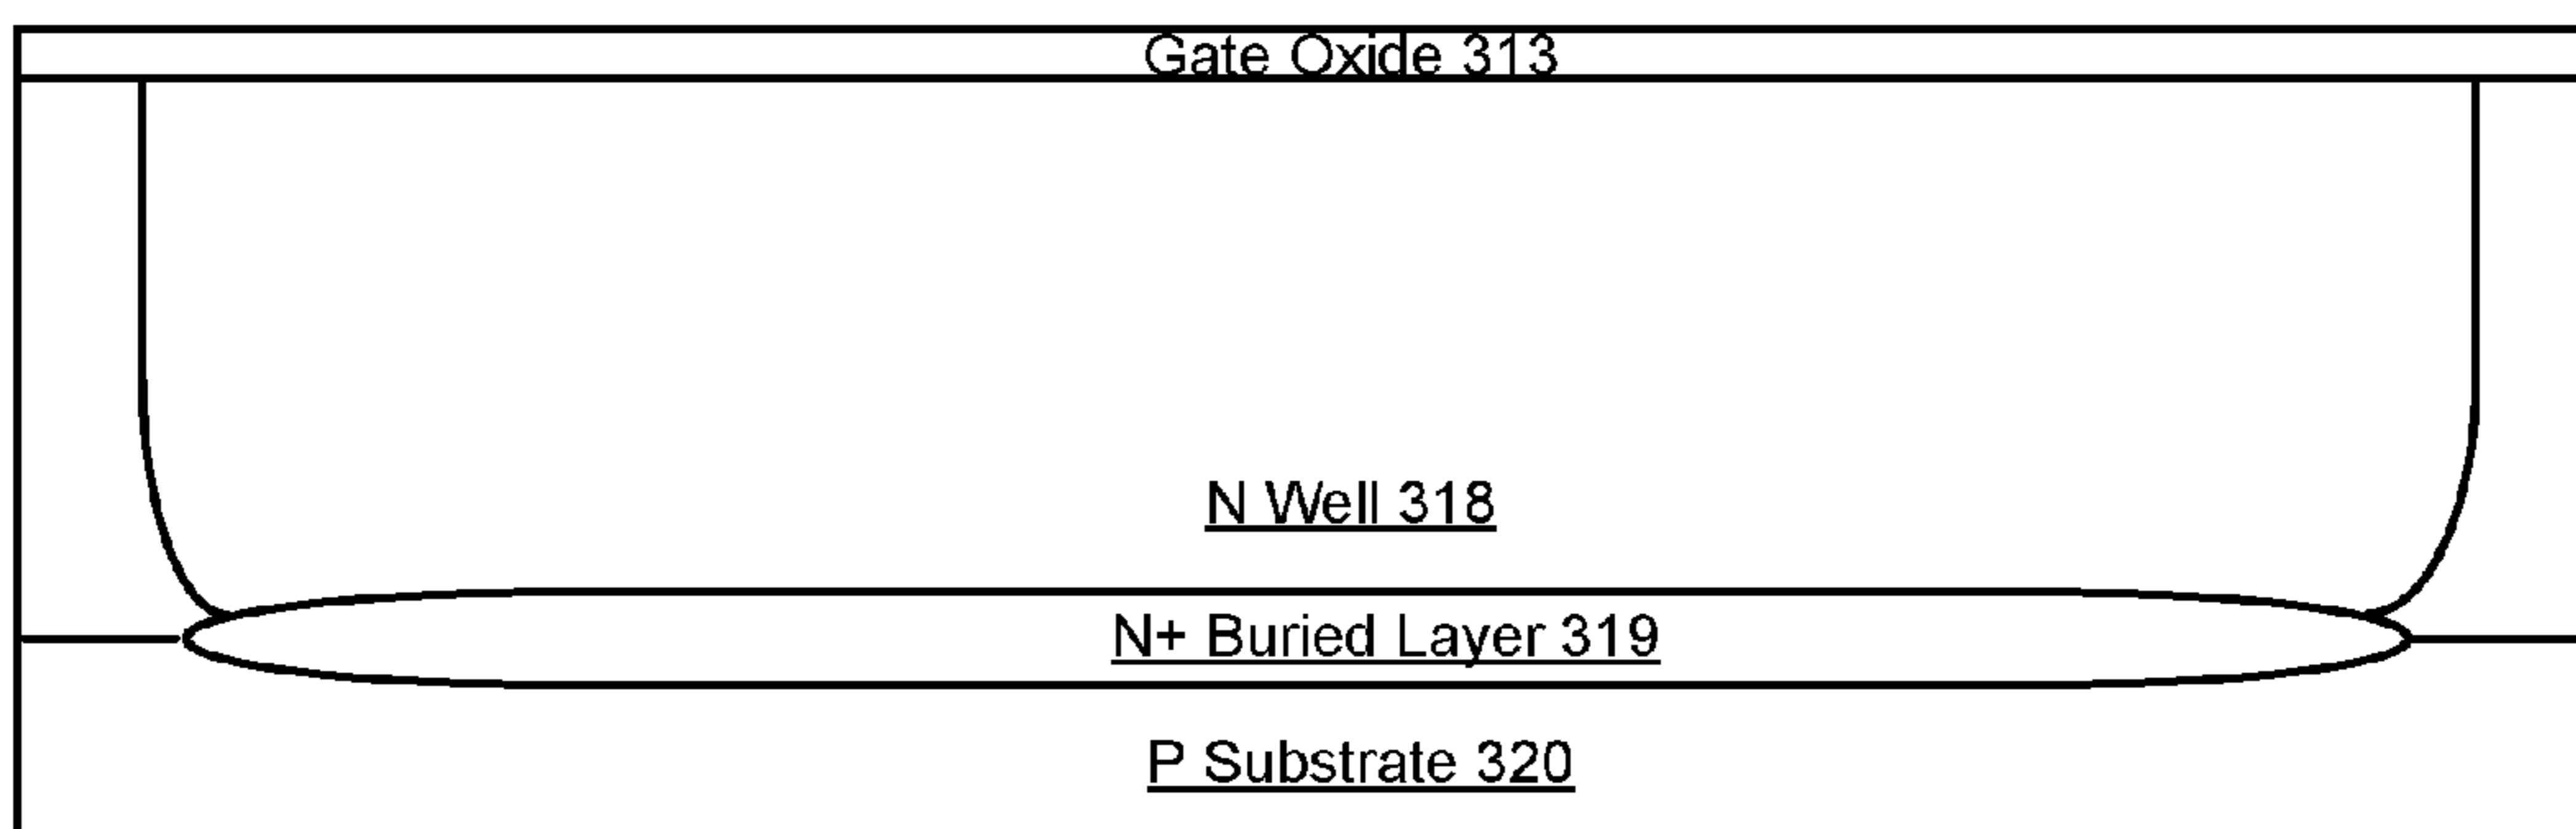 Gate Oxide 313
N Well 318
N+ Buried Layer 319
P Substrate 320